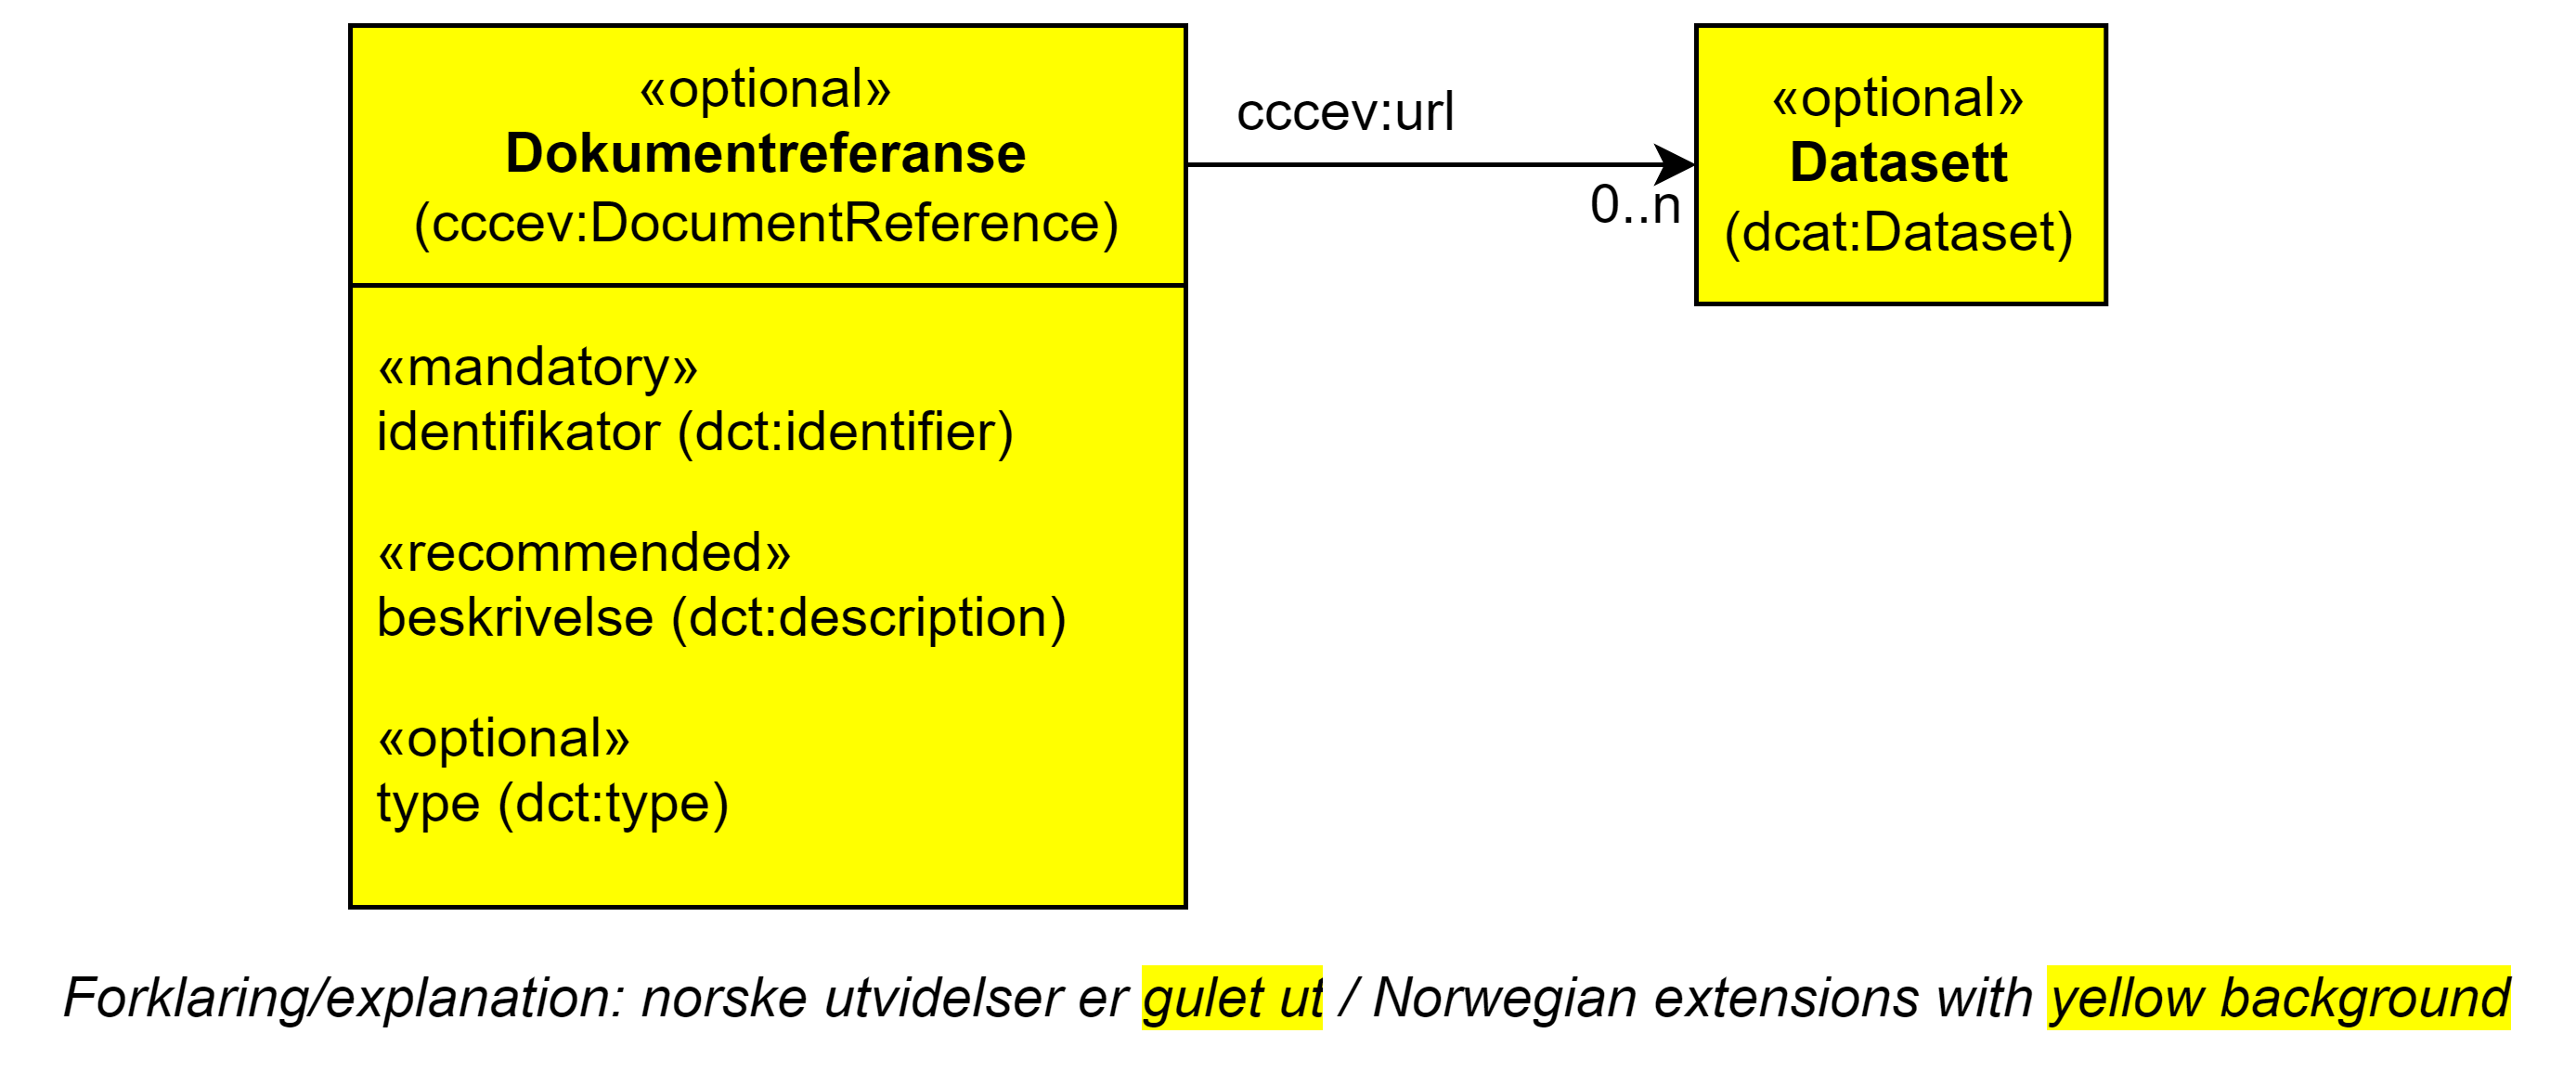 «optional»
Dokumentreferanse
(cccev:DocumentReference)
«mandatory»
identifikator (dct:identifier)
«recommended»
beskrivelse (dct:description)
«optional»
type (dct:type)
cccev:url
0..n
«optional»
Datasett
(dcat:Dataset)
Forklaring/explanation: norske utvidelser er gulet ut / Norwegian extensions with yellow background